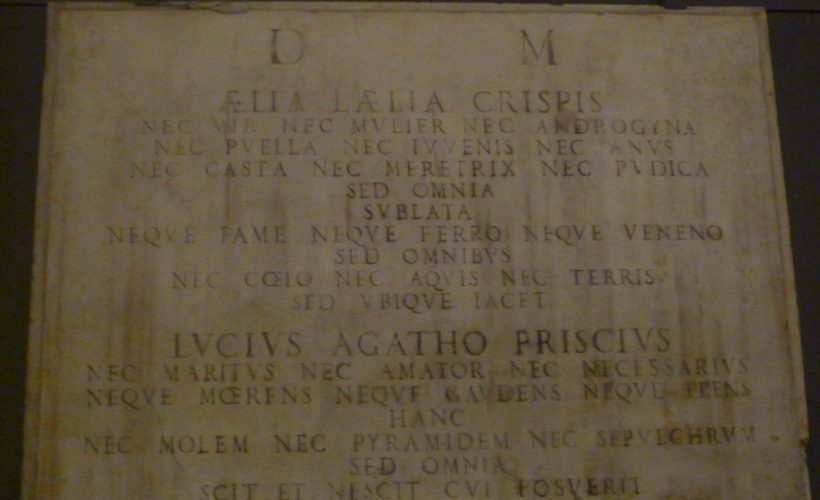 D M
ÆLIA LÆLIA CRISPIS
NEC VIR NEC MVLIER NEC ANDROGYNA
NEC PVELLA NEC IVVENIS NEC ANVS
NEC CASTA NEC MERETRIX NEC PVDICA
SED OMNIA
SVBLATA
NEQVE FAME NEQVE FERRO NEQVE VENENO
SED OMNIBVS
NEC CŒIO NEC AQVIS NEC TERRIS
SED VBIQVE IACET
LVCIVS AGATHO PRISCIVS
NEC MARITVS NEC AMATOR NEC NECESSARIVS
NEQVE MŒRENS NEQVE GAVDENS NEQVE FLENS
HANC
NEC MOLEM NEC PYRAMIDEM NEC SEPVLCHRVM
SED OMNIA
SCIT ET NESCIT CVI POSVERIT